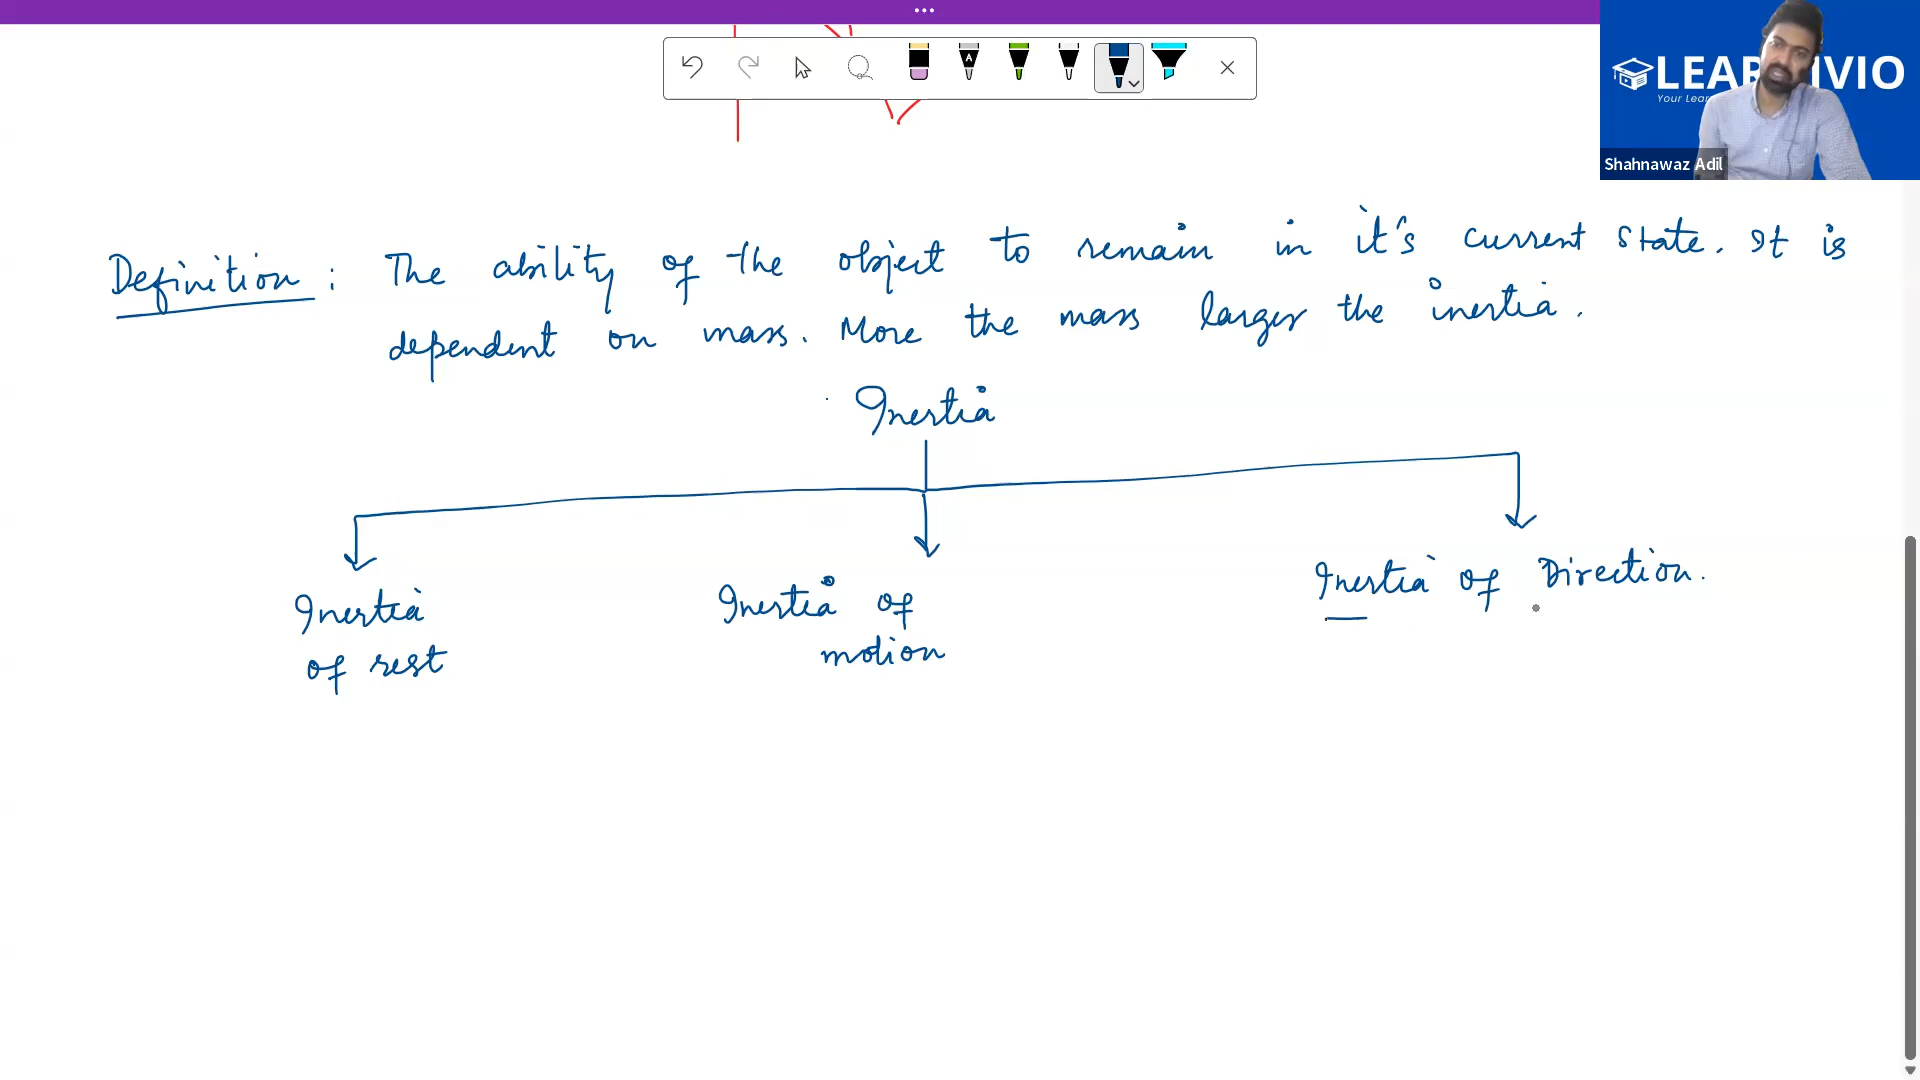 LEAR IVIO
Your Lear
Shahnawaz Adil
Definition : The ability of the object to remain in it's current state. It is
dependent on mass. More the mass larger the inertia.
Inertia
Inertia of rest
Inertia of motion
Inertia of Direction.